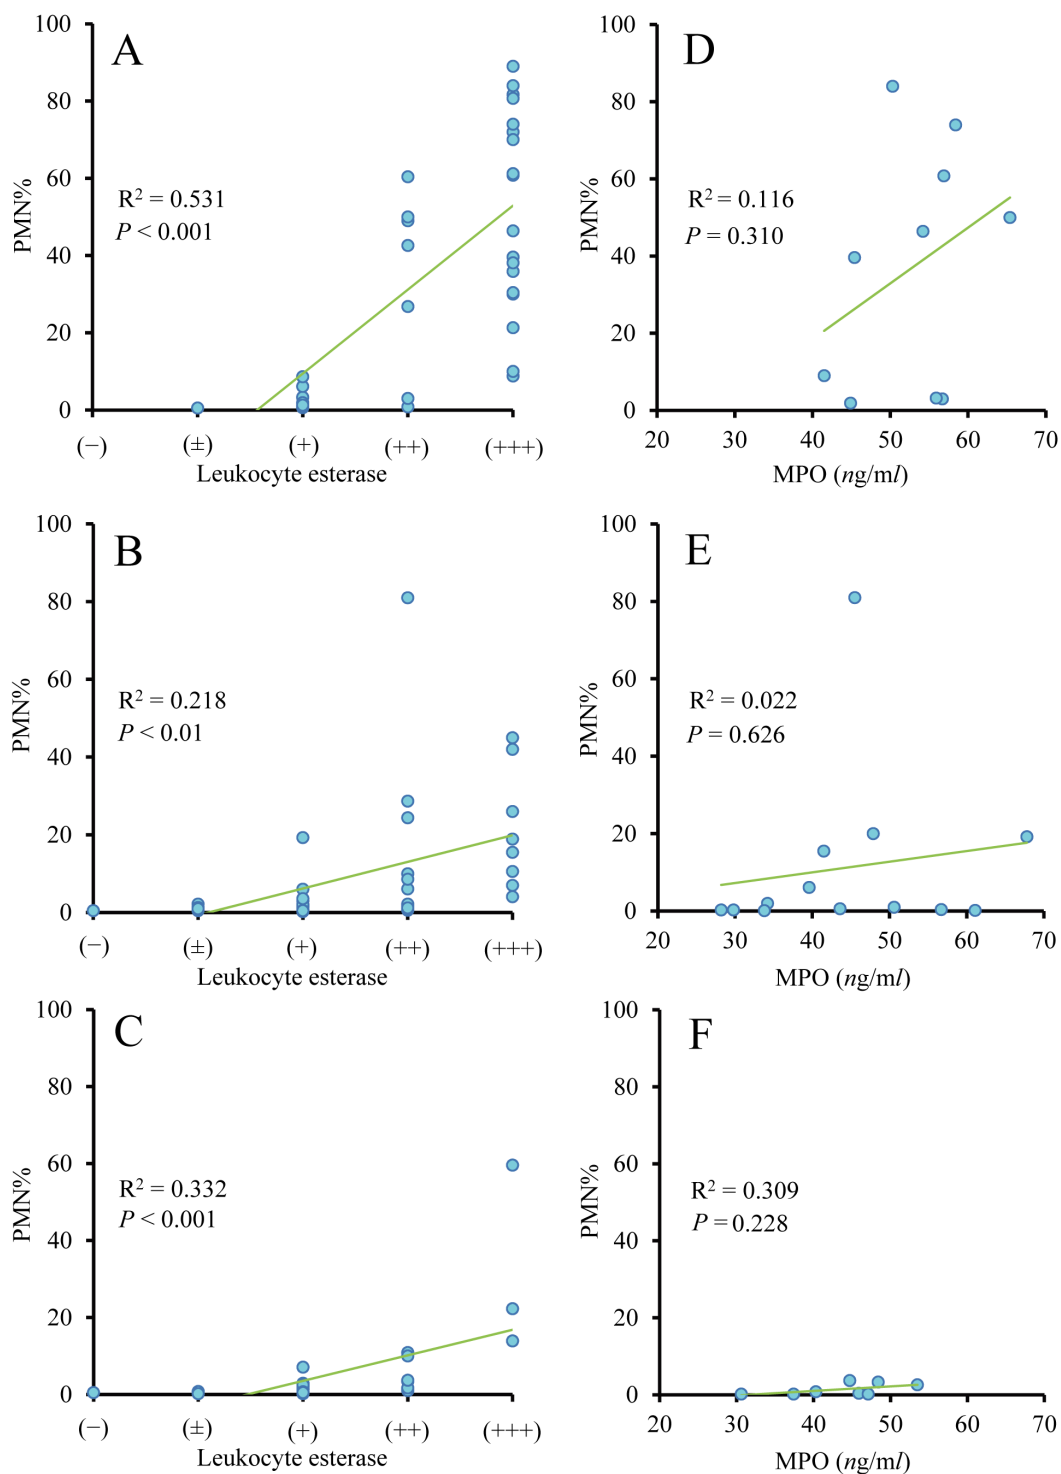 A
PMN%
100
80
60
40
20
0
R² = 0.531
P < 0.001
(−) (±) (+) (++) (+++)
Leukocyte esterase
D
PMN%
100
80
60
40
20
0
R² = 0.116
P = 0.310
20 30 40 50 60 70
MPO (ng/ml)
B
PMN%
100
80
60
40
20
0
R² = 0.218
P < 0.01
(−) (±) (+) (++) (+++)
Leukocyte esterase
E
PMN%
100
80
60
40
20
0
R² = 0.022
P = 0.626
20 30 40 50 60 70
MPO (ng/ml)
C
PMN%
100
80
60
40
20
0
R² = 0.332
P < 0.001
(−) (±) (+) (++) (+++)
Leukocyte esterase
F
PMN%
100
80
60
40
20
0
R² = 0.309
P = 0.228
20 30 40 50 60 70
MPO (ng/ml)